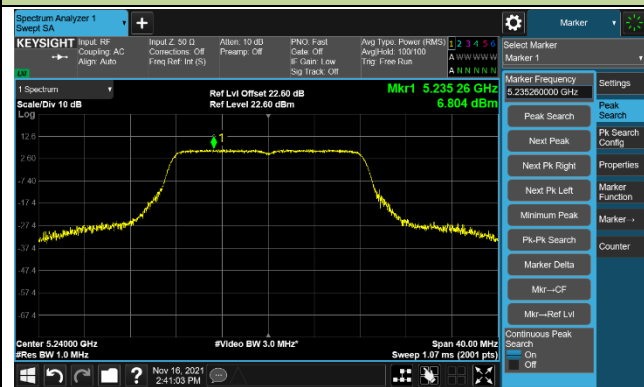 Spectrum Analyzer 1
Swept SA
+
Marker
KEYSIGHT
Input: RF
Coupling: AC
Align: Auto
Input Z: 50 Ω
Corrections: Off
Freq Ref: Int (S)
Atten: 10 dB
Preamp: Off
PNO: Fast
Gate: Off
IF Gain: Low
Sig Track: Off
Avg Type: Power (RMS)
Avg|Hold: 100/100
Trig: Free Run
1 2 3 4 5 6
A W W W W W
A N N N N N
LXI
Select Marker
Marker 1
1 Spectrum
Scale/Div 10 dB
Log
Ref Lvl Offset 22.60 dB
Ref Level 22.60 dBm
Mkr1 5.235 26 GHz
6.804 dBm
1
12.6
2.60
-7.40
-17.4
-27.4
-37.4
-47.4
-57.4
-67.4
Center 5.24000 GHz
#Res BW 1.0 MHz
#Video BW 3.0 MHz*
Span 40.00 MHz
Sweep 1.07 ms (2001 pts)
Marker Frequency
5.235260000 GHz
Peak Search
Next Peak
Next Pk Right
Next Pk Left
Minimum Peak
Pk-Pk Search
Marker Delta
Mkr→CF
Mkr→Ref Lvl
Continuous Peak
Search
On
Off
Settings
Peak
Search
Pk Search
Config
Properties
Marker
Function
Marker→
Counter
?
Nov 16, 2021
2:41:03 PM